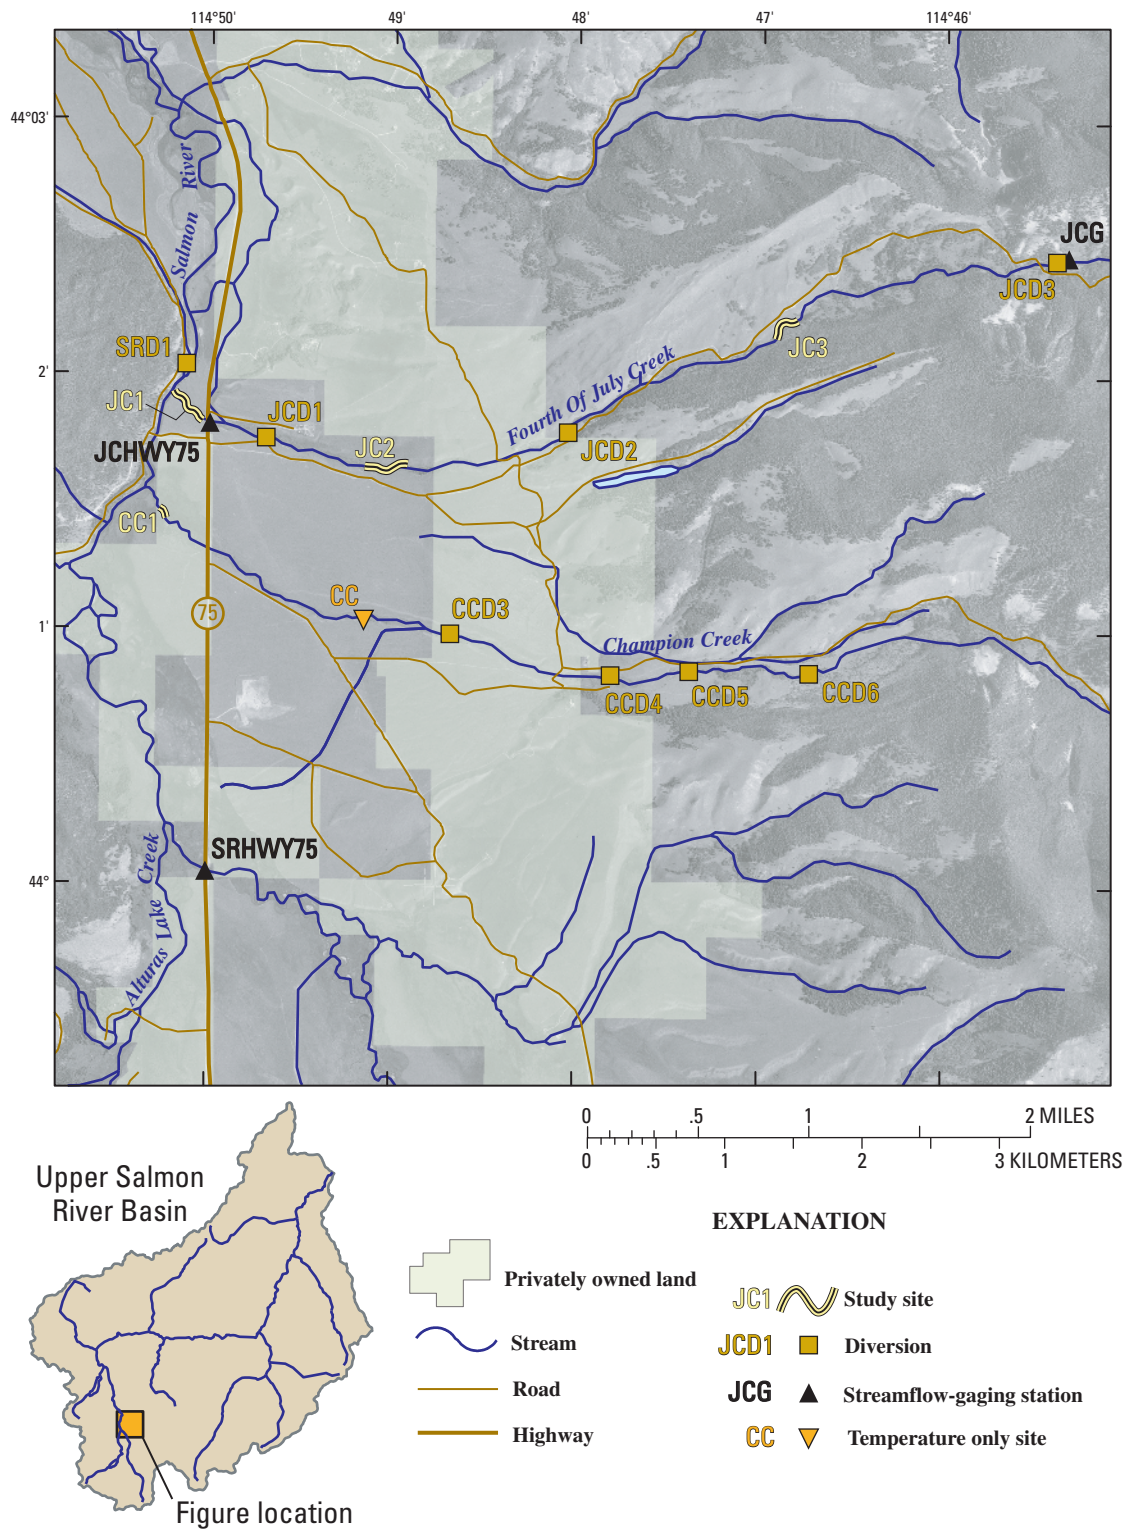 114°50' 49' 48' 47' 114°46'
44°03'
Salmon River
JCG
JCD3
SRD1
JC3
2'
JC1
JCD1
Fourth Of July Creek
JCHWY75
JC2
JCD2
CC1
CC
CCD3
75
1'
Champion Creek
CCD4
CCD5
CCD6
SRHWY75
44°
Alturas Lake Creek
0 .5 1 2 MILES
0 .5 1 2 3 KILOMETERS
Upper Salmon
River Basin
Figure location
EXPLANATION
Privately owned land
Stream
Road
Highway
JC1 Study site
JCD1 Diversion
JCG Streamflow-gaging station
CC Temperature only site